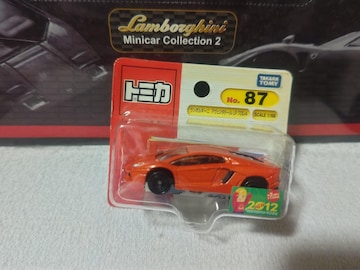 Lamborghini
Minicar Collection 2
TAKARA TOMY
トミカ
No. 87
2012